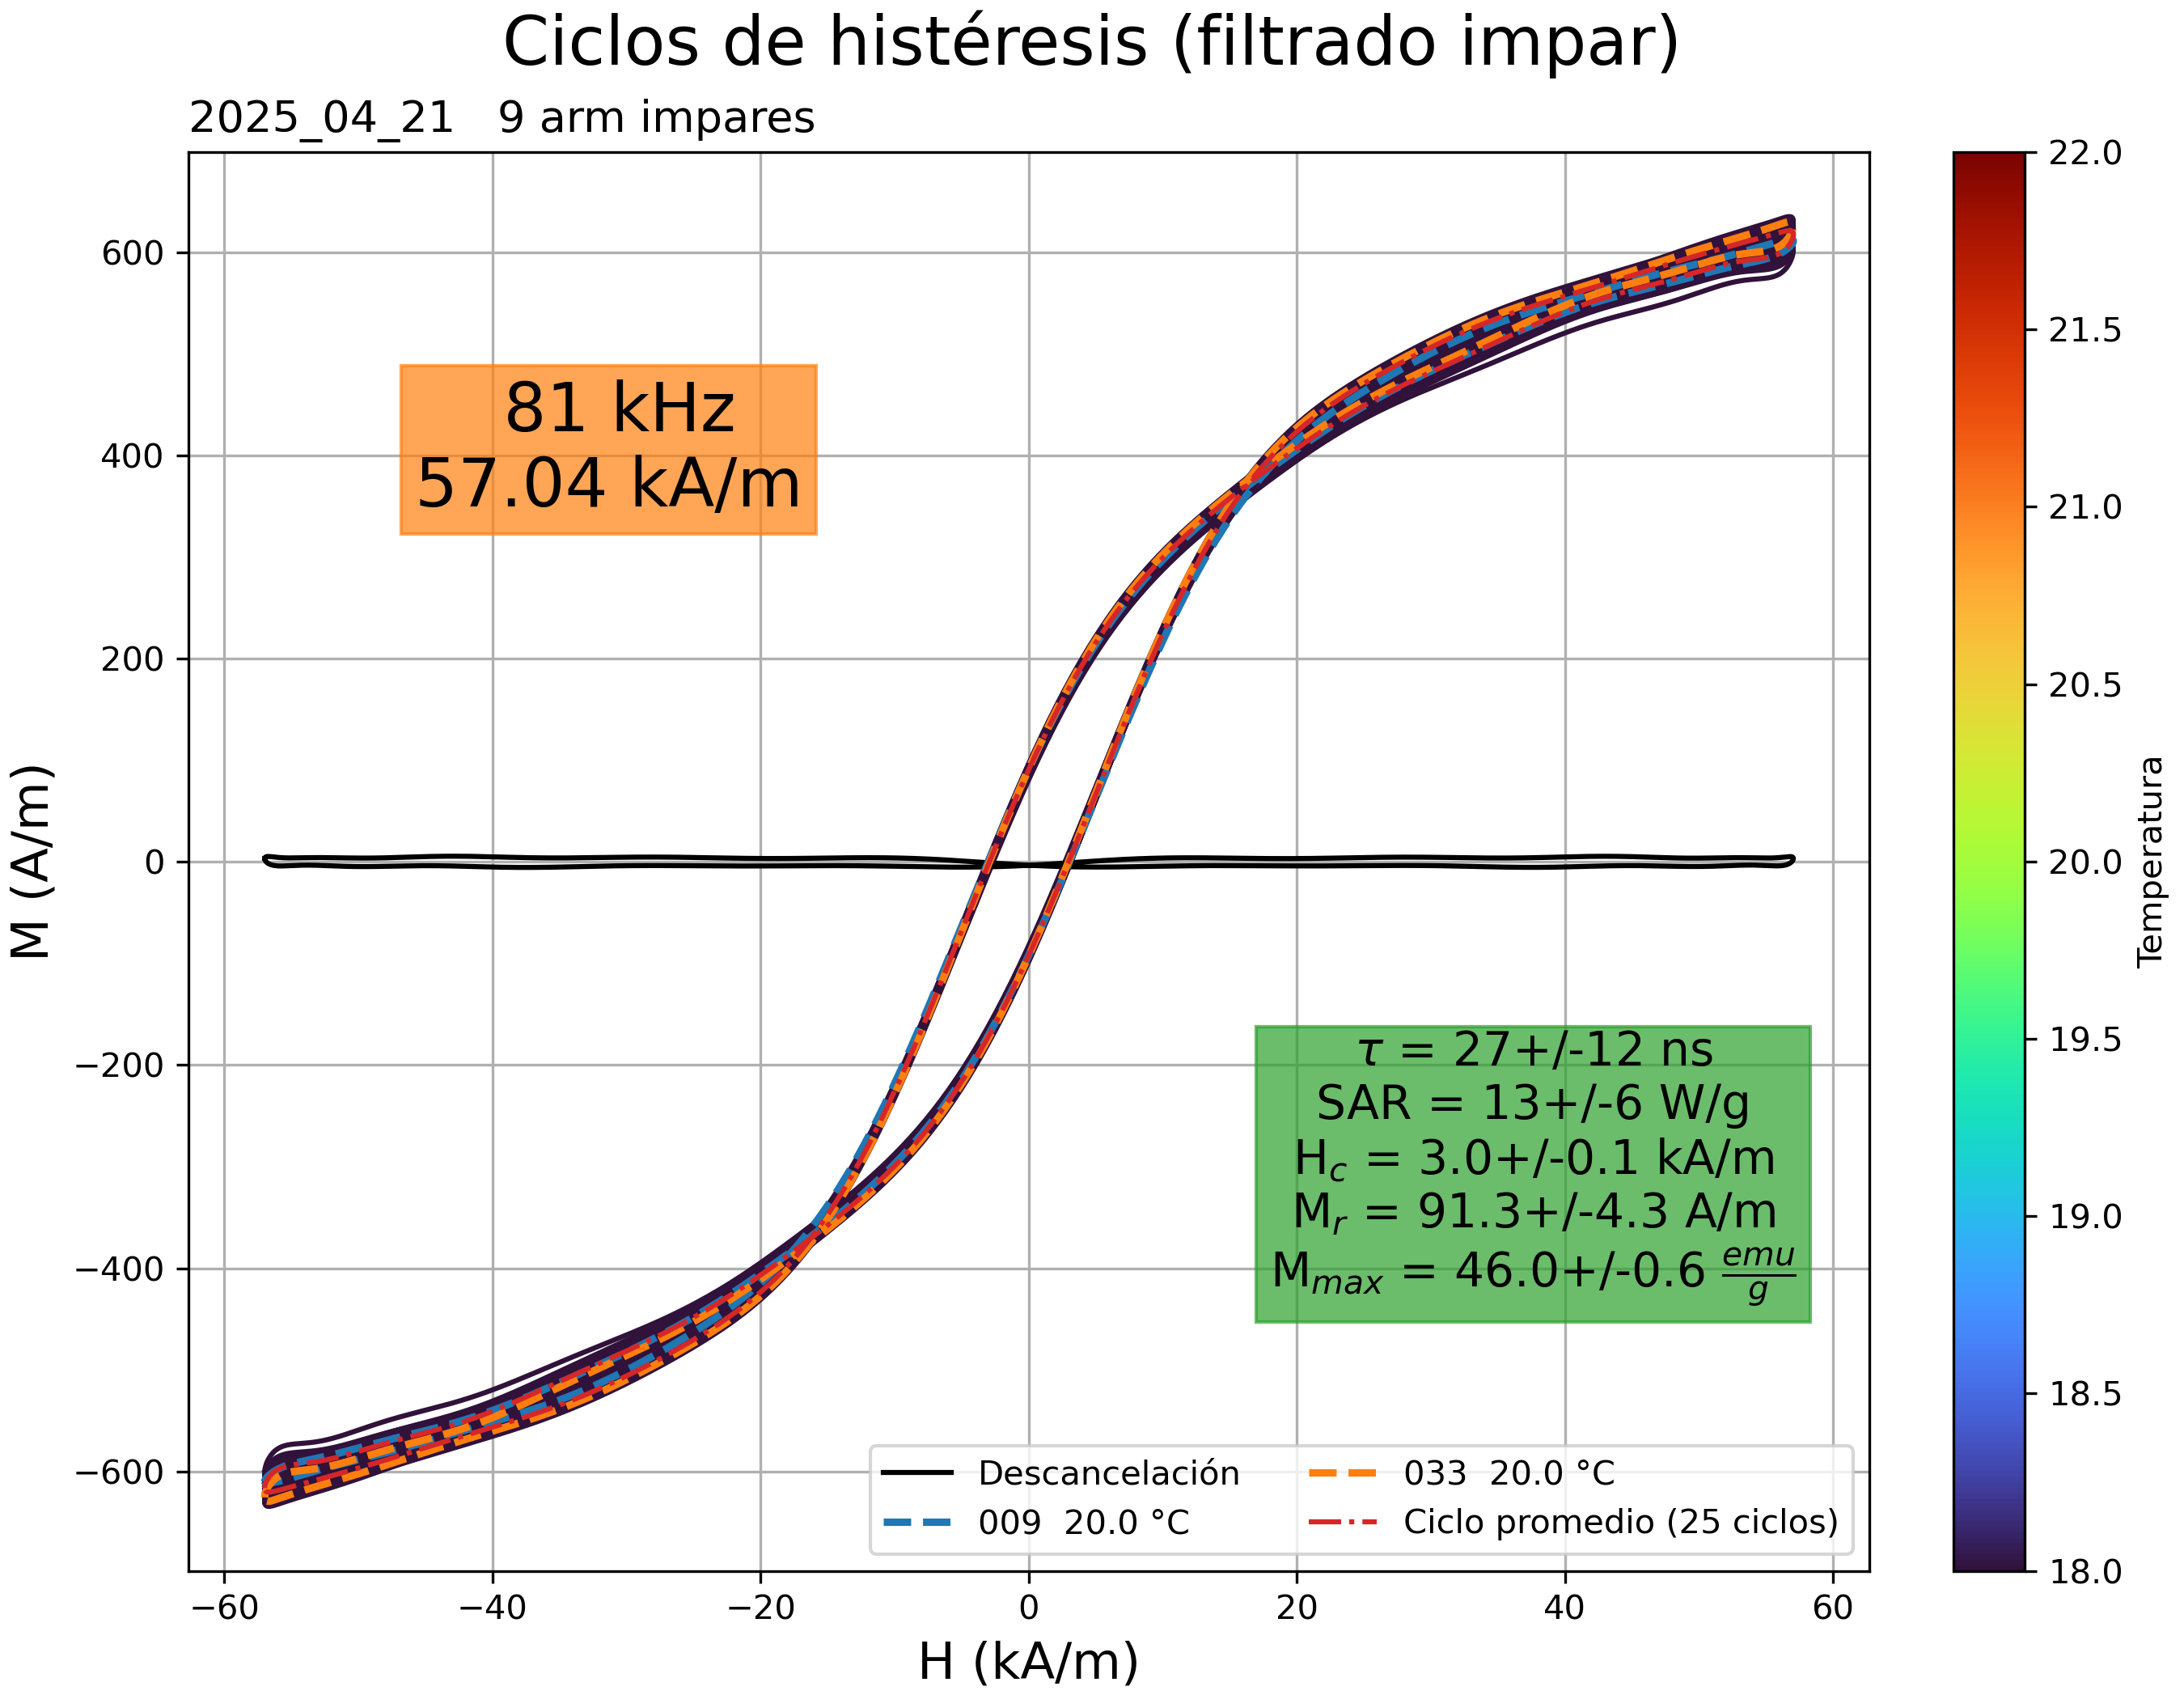 Ciclos de histéresis (filtrado impar)
2025_04_21   9 arm impares
81 kHz
57.04 kA/m
τ = 27+/-12 ns
SAR = 13+/-6 W/g
H_c = 3.0+/-0.1 kA/m
M_r = 91.3+/-4.3 A/m
M_max = 46.0+/-0.6 emu/g
Descancelación
009  20.0 °C
033  20.0 °C
Ciclo promedio (25 ciclos)
M (A/m)
600
400
200
0
−200
−400
−600
−60
−40
−20
0
20
40
60
H (kA/m)
22.0
21.5
21.0
20.5
20.0
19.5
19.0
18.5
18.0
Temperatura